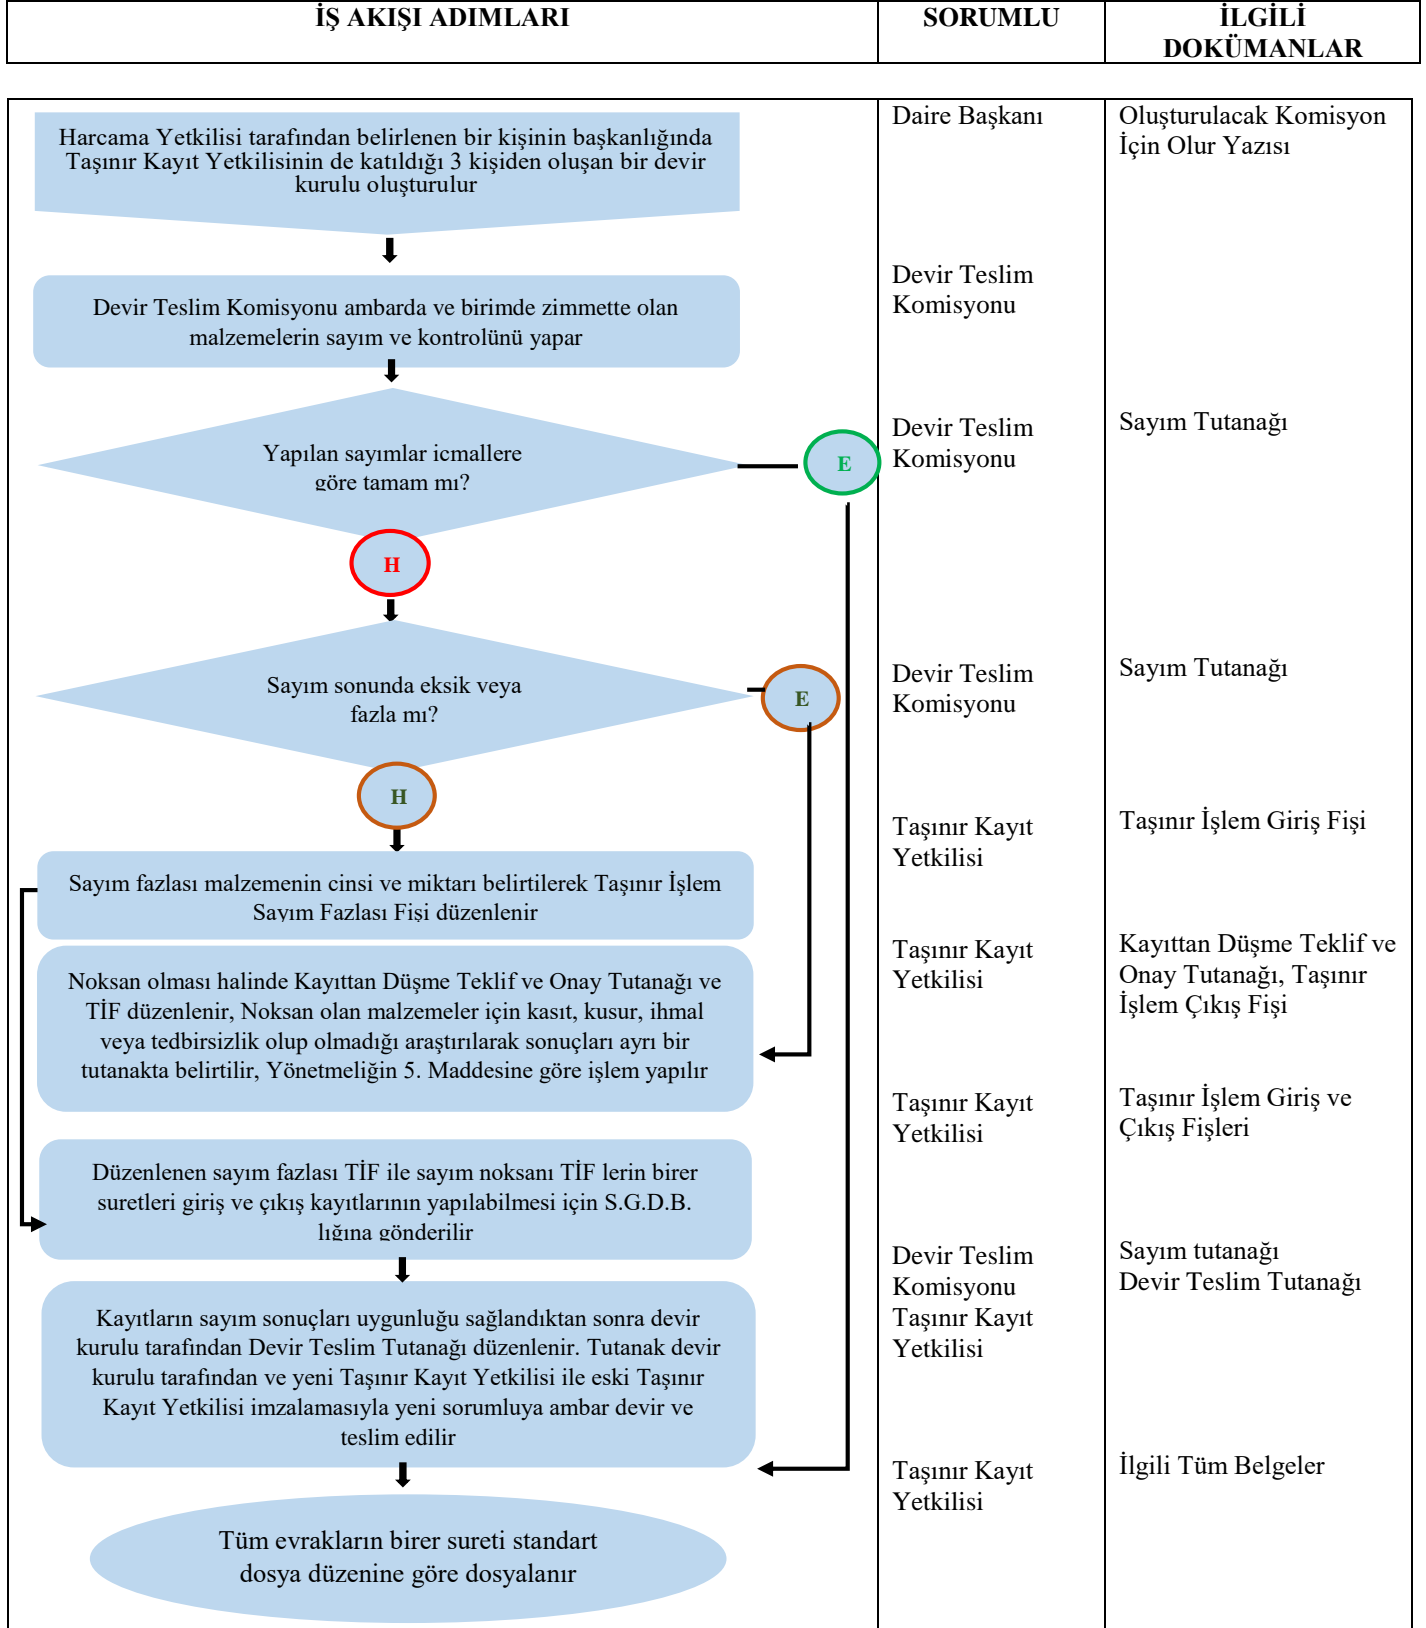 İŞ AKIŞI ADIMLARI
SORUMLU
İLGİLİ
DOKÜMANLAR
Harcama Yetkilisi tarafından belirlenen bir kişinin başkanlığında
Taşınır Kayıt Yetkilisinin de katıldığı 3 kişiden oluşan bir devir
kurulu oluşturulur
Daire Başkanı
Oluşturulacak Komisyon
İçin Olur Yazısı
Devir Teslim Komisyonu ambarda ve birimde zimmette olan
malzemelerin sayım ve kontrolünü yapar
Devir Teslim
Komisyonu
Yapılan sayımlar icmallere
göre tamam mı?
E
H
Devir Teslim
Komisyonu
Sayım Tutanağı
Sayım sonunda eksik veya
fazla mı?
E
H
Devir Teslim
Komisyonu
Sayım Tutanağı
Sayım fazlası malzemenin cinsi ve miktarı belirtilerek Taşınır İşlem
Sayım Fazlası Fişi düzenlenir
Taşınır Kayıt
Yetkilisi
Taşınır İşlem Giriş Fişi
Noksan olması halinde Kayıttan Düşme Teklif ve Onay Tutanağı ve
TİF düzenlenir, Noksan olan malzemeler için kasıt, kusur, ihmal
veya tedbirsizlik olup olmadığı araştırılarak sonuçları ayrı bir
tutanakta belirtilir, Yönetmeliğin 5. Maddesine göre işlem yapılır
Taşınır Kayıt
Yetkilisi
Kayıttan Düşme Teklif ve
Onay Tutanağı, Taşınır
İşlem Çıkış Fişi
Düzenlenen sayım fazlası TİF ile sayım noksanı TİF lerin birer
suretleri giriş ve çıkış kayıtlarının yapılabilmesi için S.G.D.B.
lığına gönderilir
Taşınır Kayıt
Yetkilisi
Taşınır İşlem Giriş ve
Çıkış Fişleri
Kayıtların sayım sonuçları uygunluğu sağlandıktan sonra devir
kurulu tarafından Devir Teslim Tutanağı düzenlenir. Tutanak devir
kurulu tarafından ve yeni Taşınır Kayıt Yetkilisi ile eski Taşınır
Kayıt Yetkilisi imzalamasıyla yeni sorumluya ambar devir ve
teslim edilir
Devir Teslim
Komisyonu
Taşınır Kayıt
Yetkilisi
Sayım tutanağı
Devir Teslim Tutanağı
Tüm evrakların birer sureti standart
dosya düzenine göre dosyalanır
Taşınır Kayıt
Yetkilisi
İlgili Tüm Belgeler